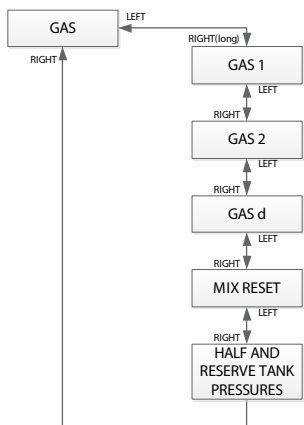 GAS
LEFT
RIGHT(long)
RIGHT
GAS 1
LEFT
RIGHT
GAS 2
LEFT
RIGHT
GAS d
LEFT
RIGHT
MIX RESET
LEFT
RIGHT
HALF AND
RESERVE TANK
PRESSURES